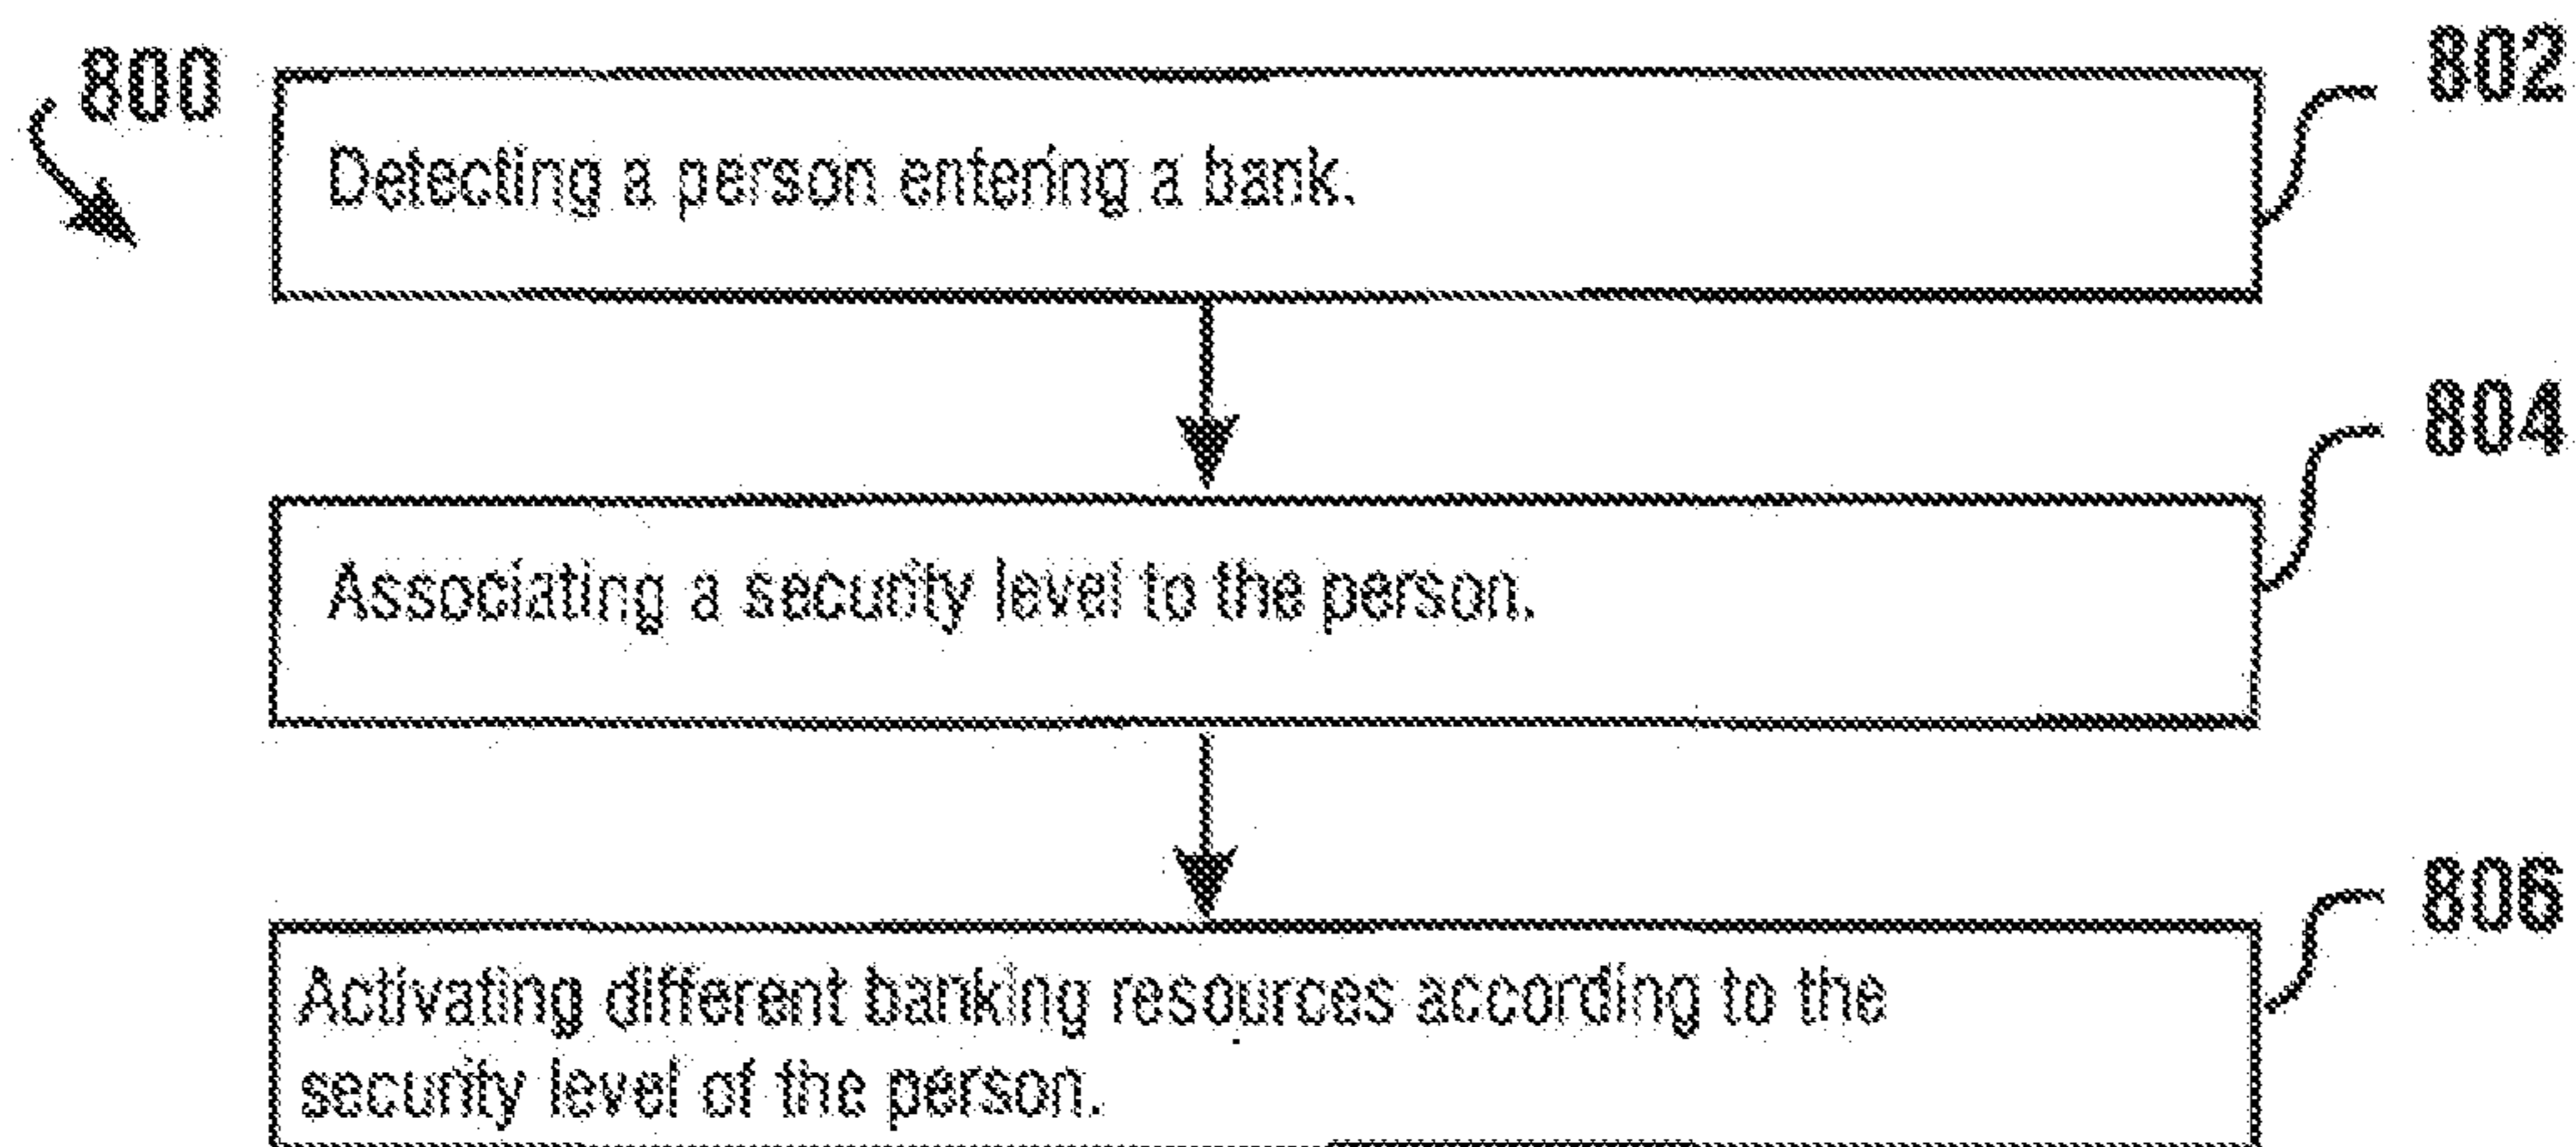 800
802
Detecting a person entering a bank.
804
Associating a security level to the person.
806
Activating different banking resources according to the
security level of the person.